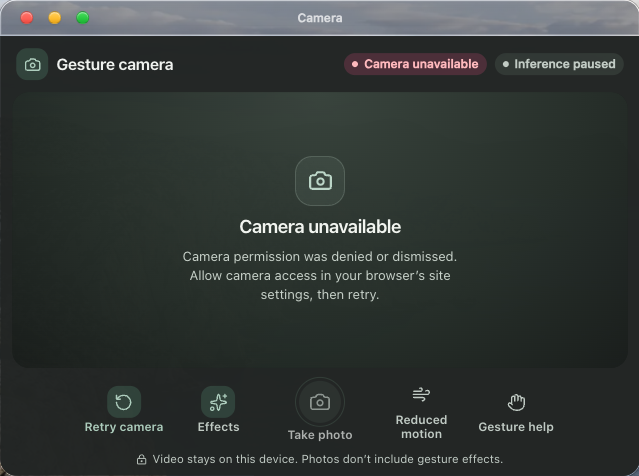 Camera
Gesture camera
Camera unavailable
Inference paused
Camera unavailable
Camera permission was denied or dismissed.
Allow camera access in your browser’s site
settings, then retry.
Retry camera
Effects
Take photo
Reduced
motion
Gesture help
Video stays on this device. Photos don’t include gesture effects.